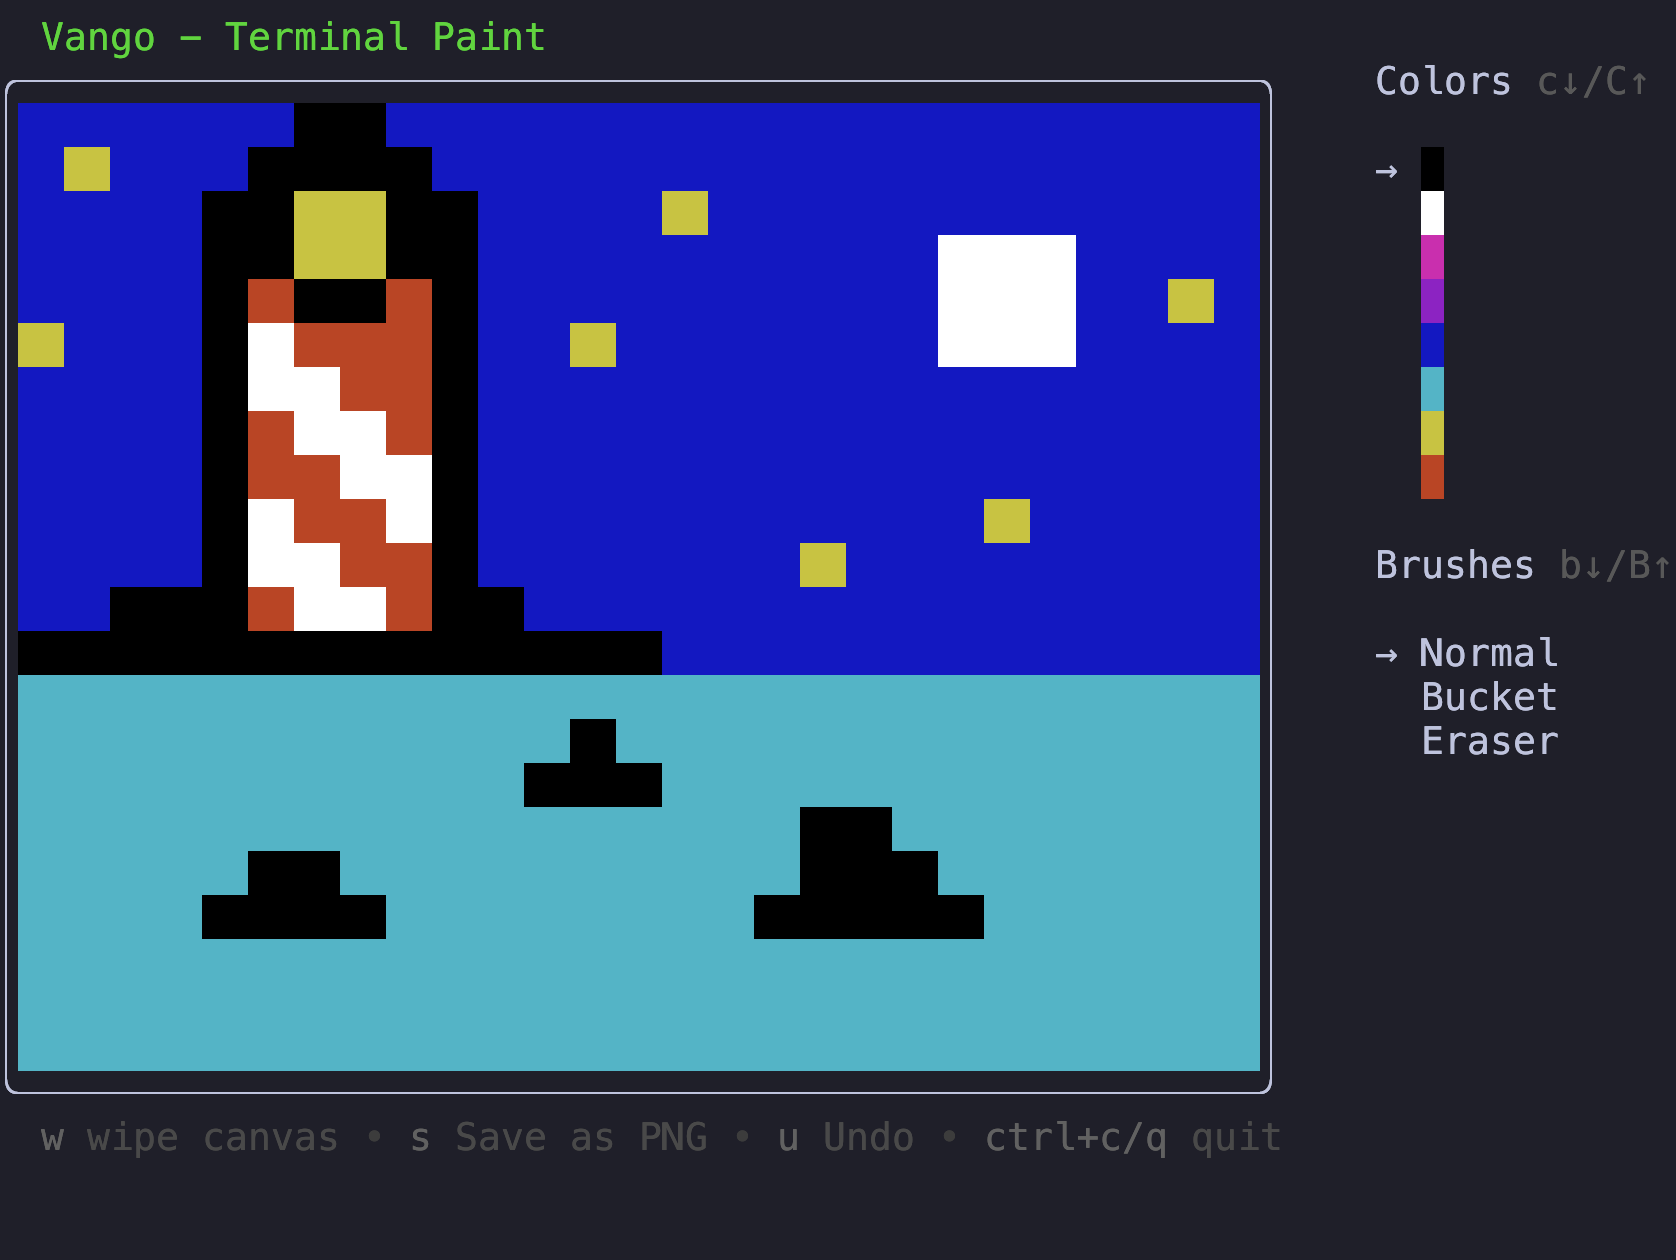 Vango – Terminal Paint
Colors c↓/C↑
→
Brushes b↓/B↑
→ Normal
Bucket
Eraser
w wipe canvas • s Save as PNG • u Undo • ctrl+c/q quit